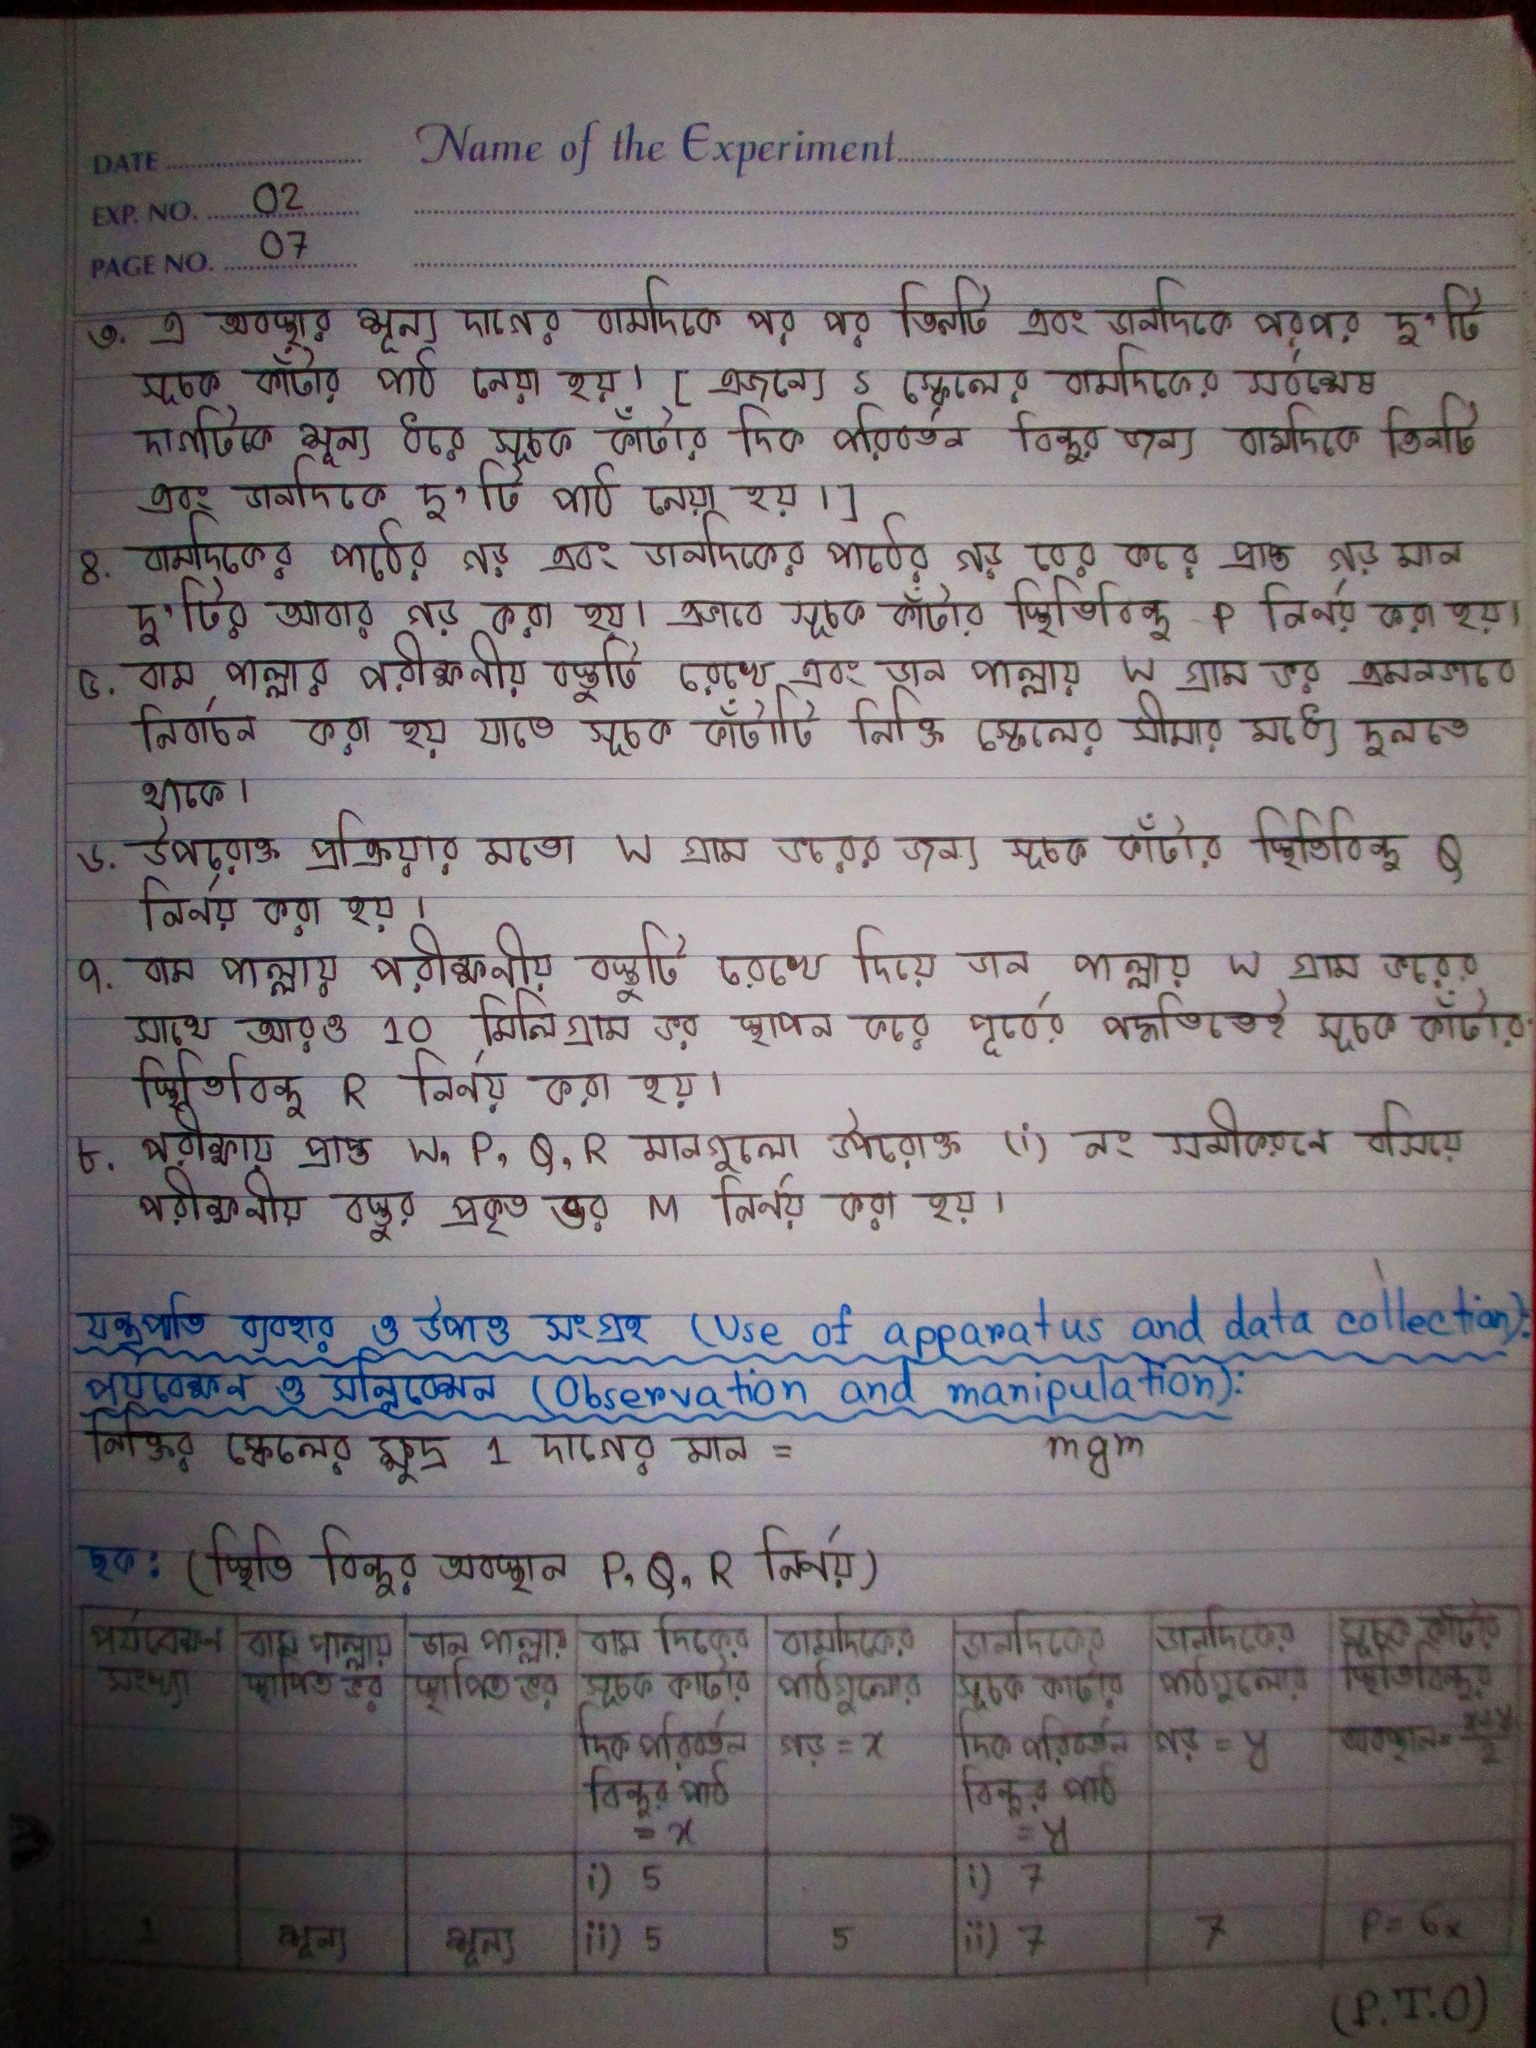 Name of the Experiment
DATE
EXP. NO. 02
PAGE NO. 07
৩. এ অবস্থার শূন্য দাগের বামদিকে পর পর তিনটি এবং ডানদিকে পরপর দু'টি
সূচক কাঁটার পাঠ নেয়া হয়। [ এজন্যে S স্কেলের বামদিকের সর্বশেষ
দাগটিকে শূন্য ধরে সূচক কাঁটার দিক পরিবর্তন বিন্দুর জন্য বামদিকে তিনটি
এবং ডানদিকে দু'টি পাঠ নেয়া হয়।]
৪. বামদিকের পাঠের গড় এবং ডানদিকের পাঠের গড় বের করে প্রাপ্ত গড় মান
দু'টির আবার গড় করা হয়। এভাবে সূচক কাঁটার স্থিতিবিন্দু P নির্ণয় করা হয়।
৫. বাম পাল্লার পরীক্ষনীয় বস্তুটি রেখে এবং ডান পাল্লায় W গ্রাম ভর এমনভাবে
নির্বাচন করা হয় যাতে সূচক কাঁটাটি নিক্তি স্কেলের সীমার মধ্যে দুলতে
থাকে।
৬. উপরোক্ত প্রক্রিয়ার মতো W গ্রাম ভরের জন্য সূচক কাঁটার স্থিতিবিন্দু Q
নির্ণয় করা হয়।
৭. বাম পাল্লায় পরীক্ষনীয় বস্তুটি রেখে দিয়ে ডান পাল্লায় W গ্রাম ভরের
সাথে আরও 10 মিলিগ্রাম ভর স্থাপন করে পূর্বের পদ্ধতিতেই সূচক কাঁটার
স্থিতিবিন্দু R নির্ণয় করা হয়।
৮. পরীক্ষায় প্রাপ্ত W, P, Q, R মানগুলো উপরোক্ত (i) নং সমীকরনে বসিয়ে
পরীক্ষনীয় বস্তুর প্রকৃত ভর M নির্ণয় করা হয়।
যন্ত্রপাতি ব্যবহার ও উপাত্ত সংগ্রহ (Use of apparatus and data collection):
পর্যবেক্ষন ও সন্নিবেশন (Observation and manipulation):
নিক্তির স্কেলের ক্ষুদ্র 1 দাগের মান = mgm
ছক: (স্থিতি বিন্দুর অবস্থান P, Q, R নির্ণয়)
পর্যবেক্ষণ বাম পাল্লায় ডান পাল্লায় বাম দিকের বামদিকের ডানদিকের ডানদিকের সূচক কাঁটার
সংখ্যা স্থাপিত ভর স্থাপিত ভর সূচক কাটার পাঠগুলোর সূচক কাটার পাঠগুলোর স্থিতিবিন্দুর
দিক পরিবর্তন গড় = x দিক পরিবর্তন গড় = y অবস্থান= x+y/2
বিন্দুর পাঠ বিন্দুর পাঠ
= x =y
i) 5 i) 7
1 শূন্য শূন্য ii) 5 5 ii) 7 7 P= 6x
(P.T.O)